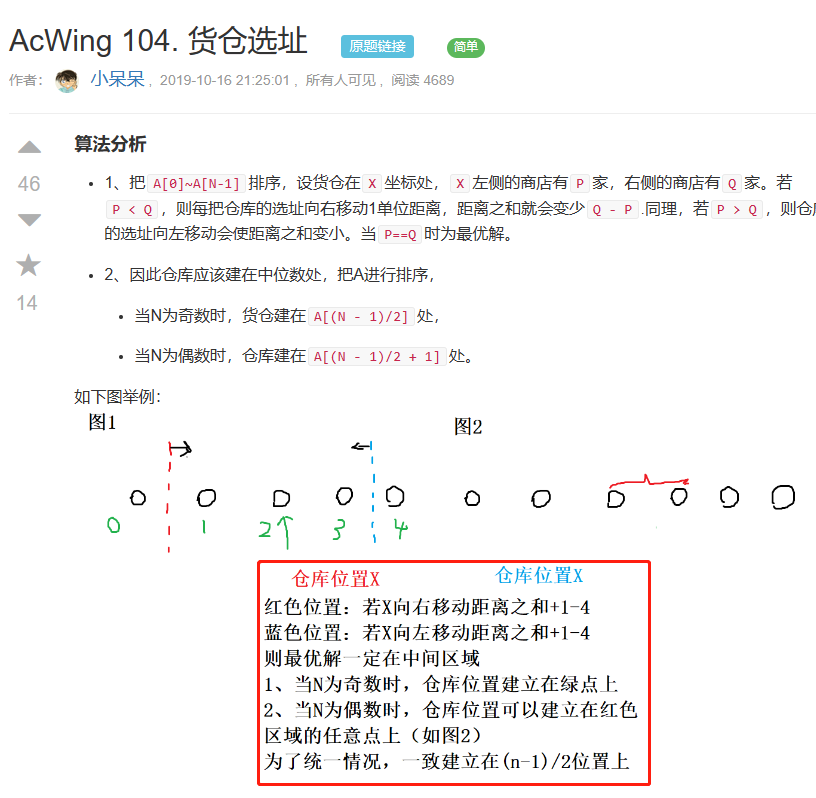 AcWing 104. 货仓选址 原题链接 简单
作者： 小呆呆 , 2019-10-16 21:25:01 , 所有人可见 , 阅读 4689
算法分析
46
14
• 1、把 A[0]~A[N-1] 排序，设货仓在 X 坐标处， X 左侧的商店有 P 家，右侧的商店有 Q 家。若
P < Q ，则每把仓库的选址向右移动1单位距离，距离之和就会变少 Q - P .同理，若 P > Q ，则仓库
的选址向左移动会使距离之和变小。当 P==Q 时为最优解。
• 2、因此仓库应该建在中位数处，把A进行排序，
• 当N为奇数时，货仓建在 A[(N - 1)/2] 处，
• 当N为偶数时，仓库建在 A[(N - 1)/2 + 1] 处。
如下图举例：
图1 图2
0 1 2 3 4
仓库位置X 仓库位置X
红色位置：若X向右移动距离之和+1-4
蓝色位置：若X向左移动距离之和+1-4
则最优解一定在中间区域
1、当N为奇数时，仓库位置建立在绿点上
2、当N为偶数时，仓库位置可以建立在红色
区域的任意点上（如图2）
为了统一情况，一致建立在(n-1)/2位置上